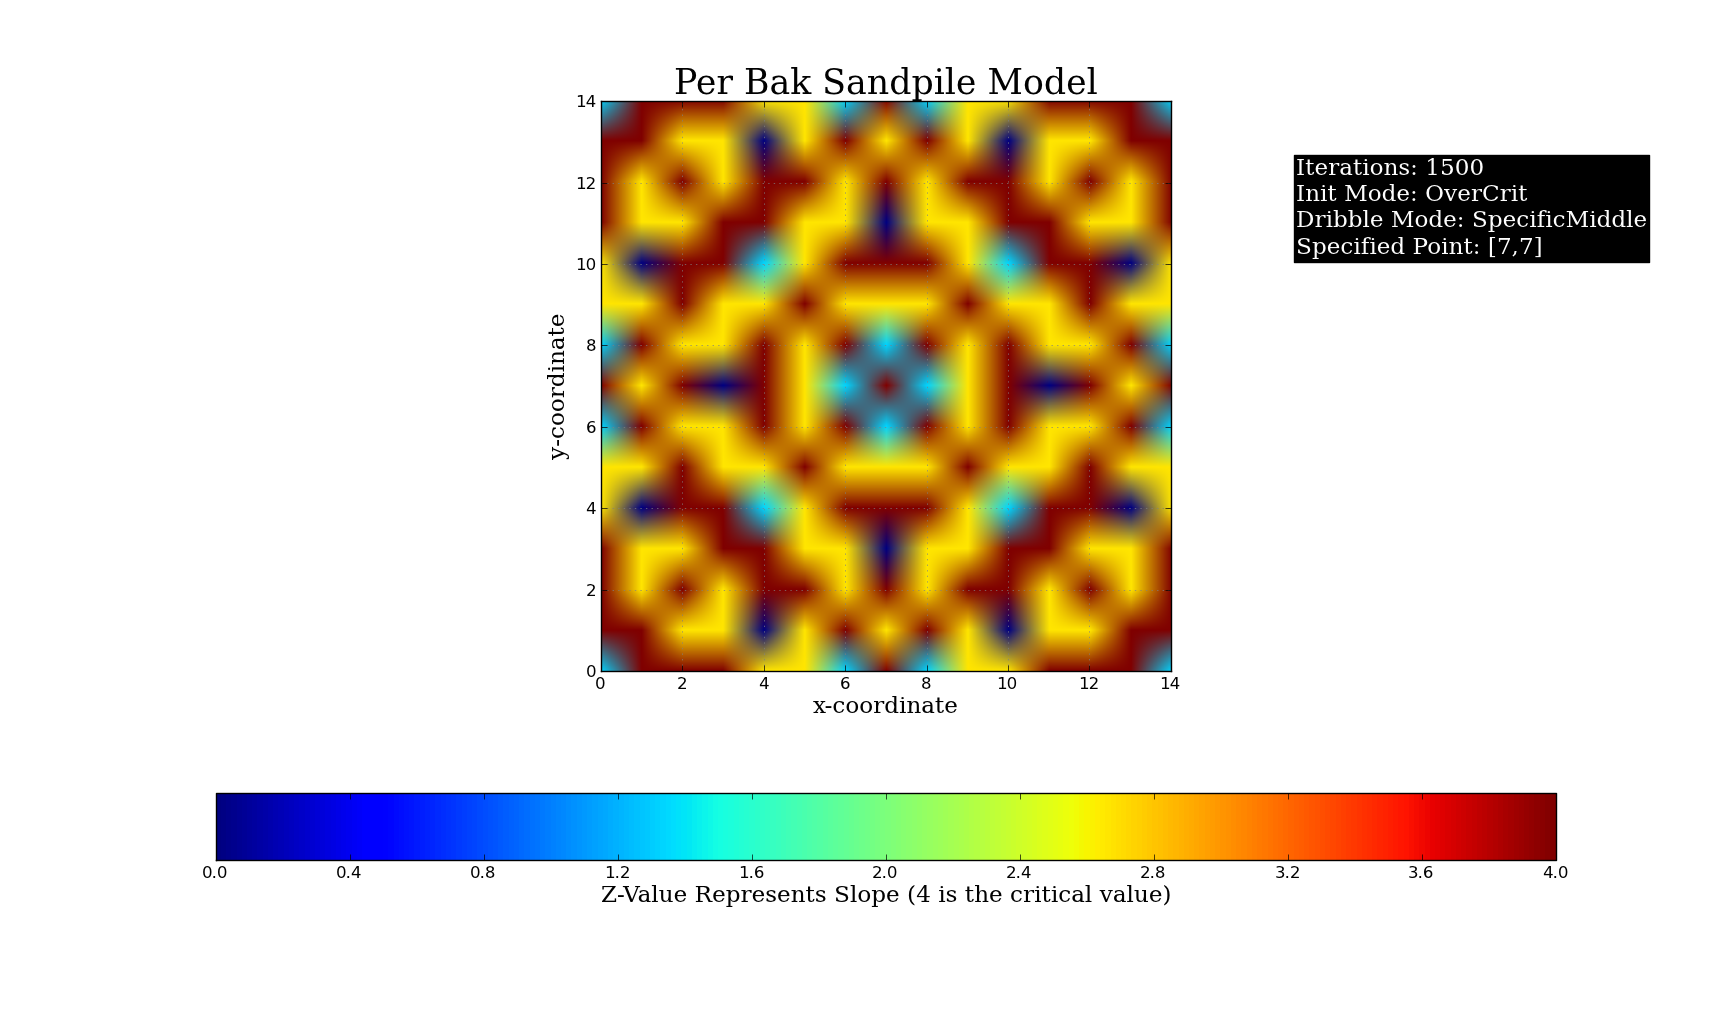 Per Bak Sandpile Model
Iterations: 1500
Init Mode: OverCrit
Dribble Mode: SpecificMiddle
Specified Point: [7,7]
14
12
10
8
6
4
2
0
y-coordinate
0 2 4 6 8 10 12 14
x-coordinate
0.0 0.4 0.8 1.2 1.6 2.0 2.4 2.8 3.2 3.6 4.0
Z-Value Represents Slope (4 is the critical value)